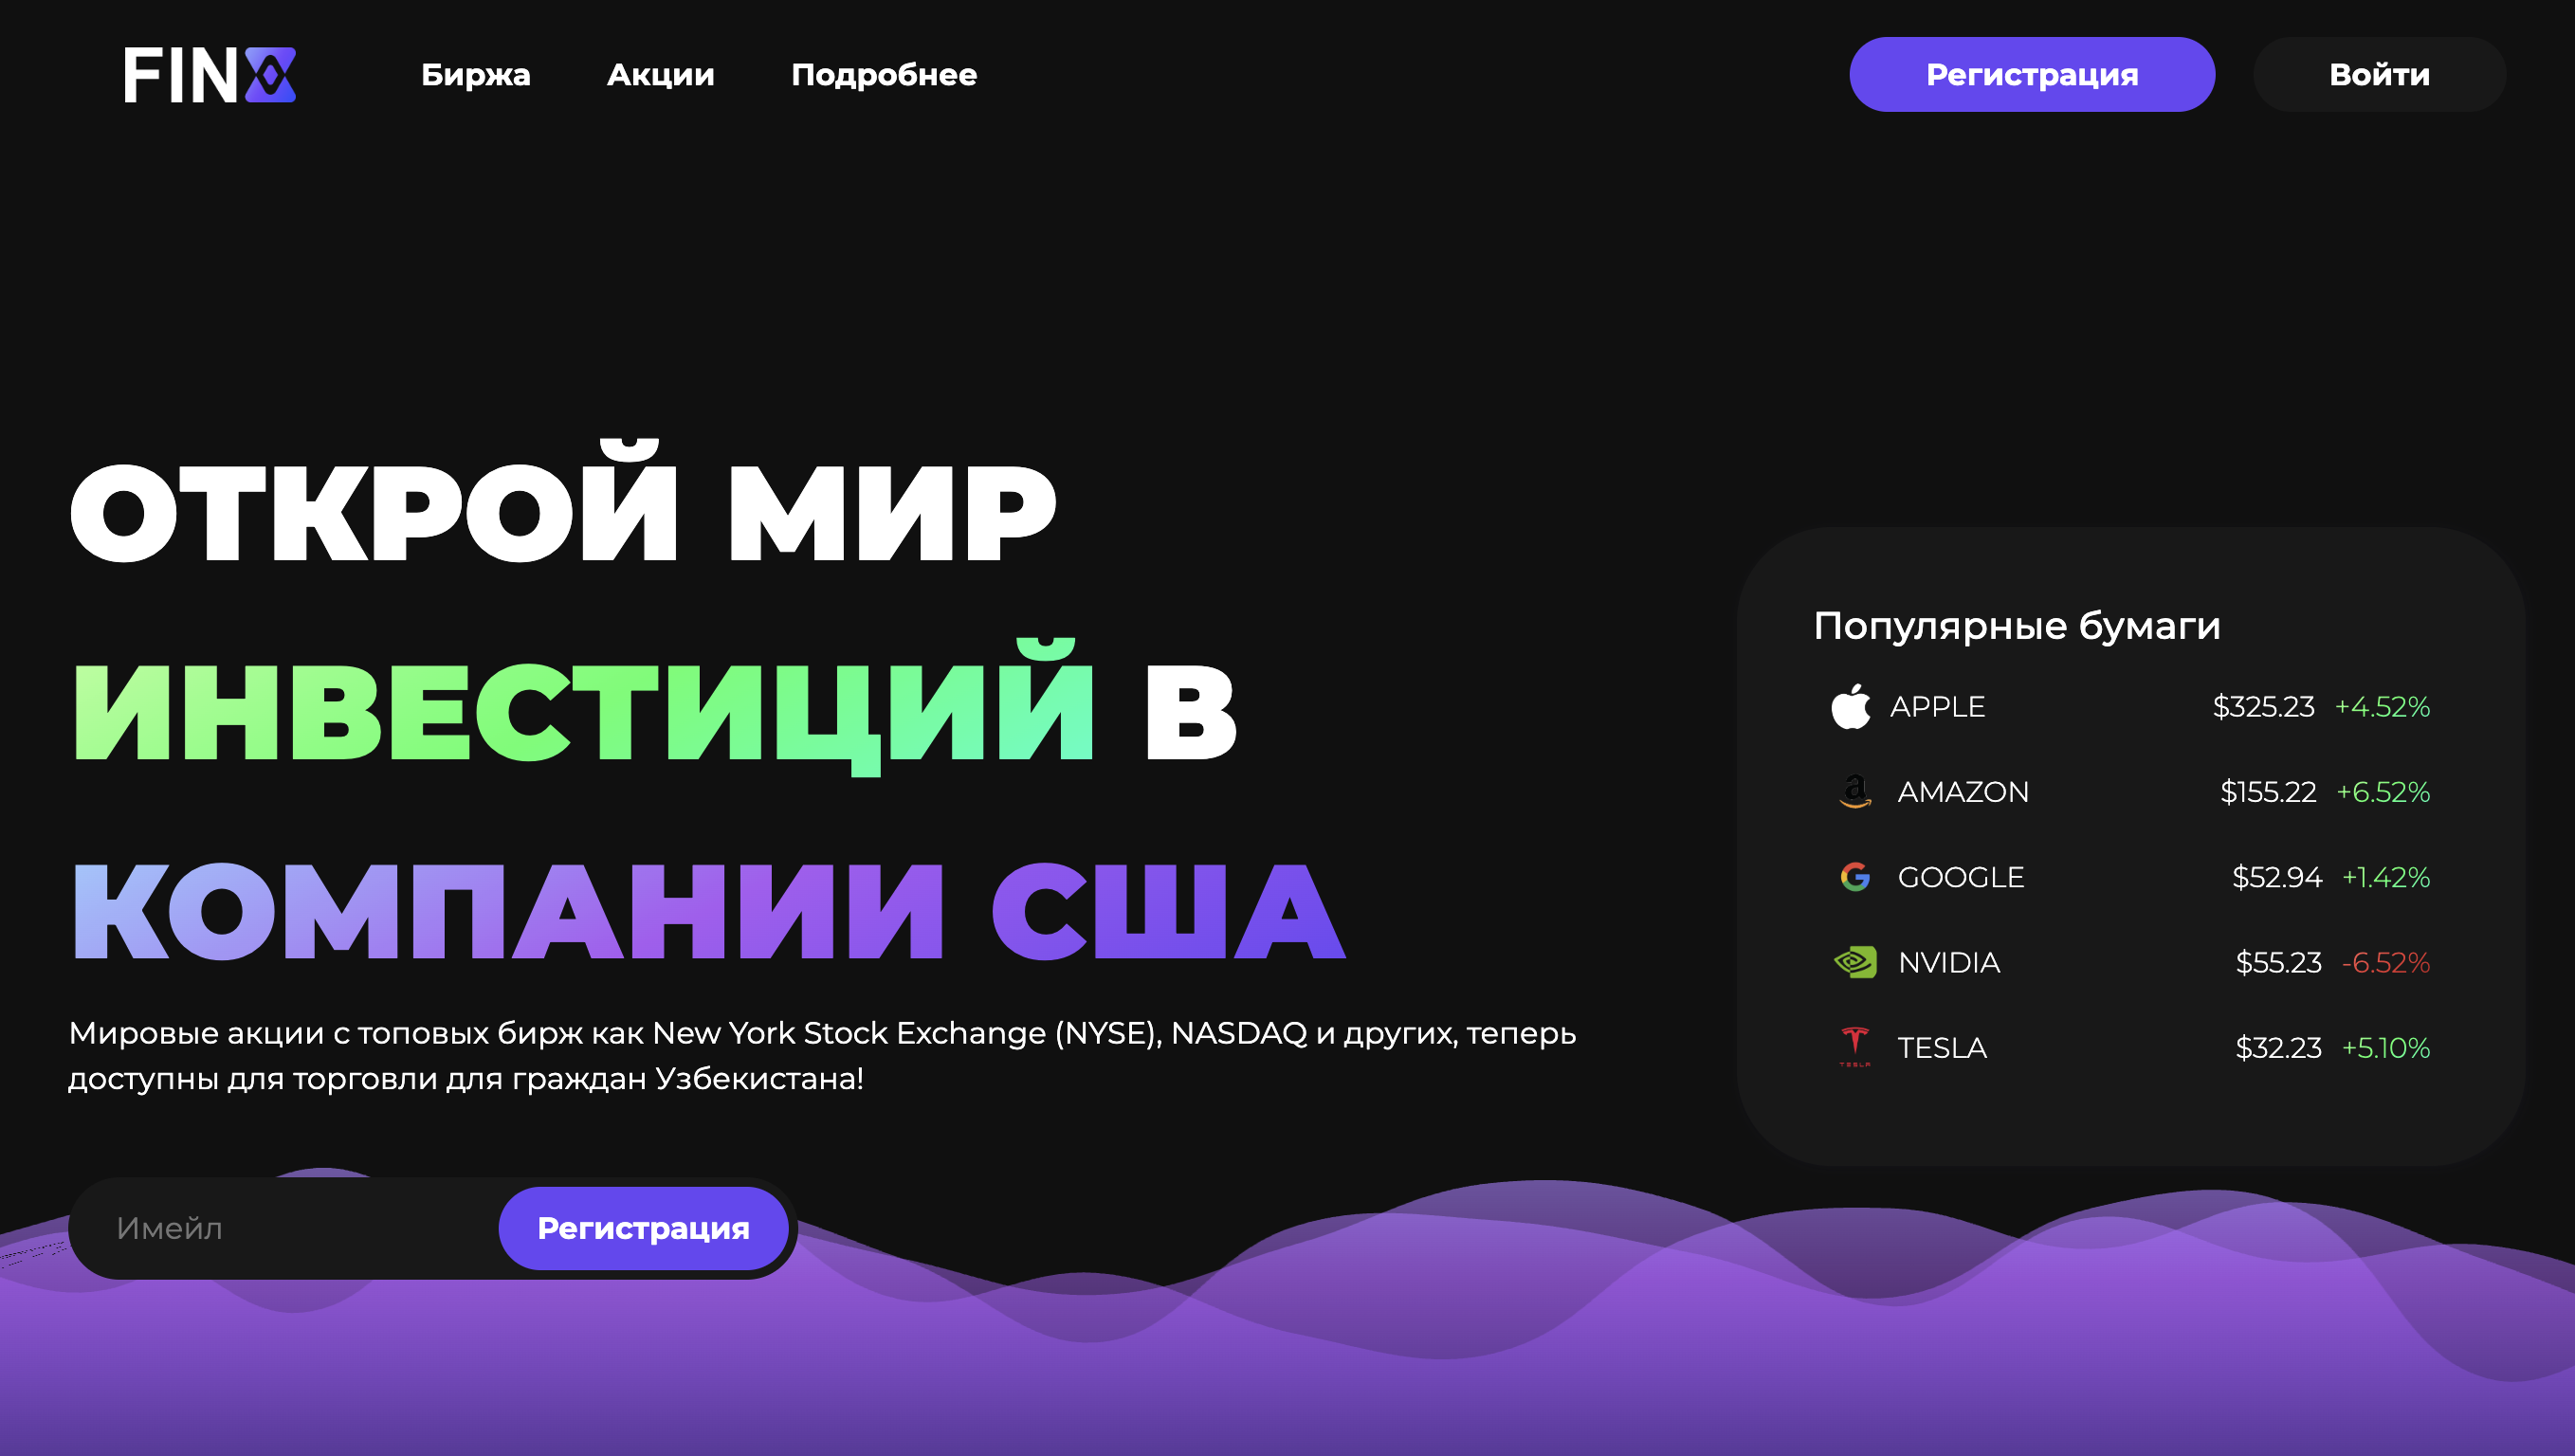 FINX
Биржа Акции Подробнее
Регистрация Войти
ОТКРОЙ МИР
ИНВЕСТИЦИЙ В
КОМПАНИИ США
Мировые акции с топовых бирж как New York Stock Exchange (NYSE), NASDAQ и других, теперь
доступны для торговли для граждан Узбекистана!
Имейл Регистрация
Популярные бумаги
APPLE $325.23 +4.52%
AMAZON $155.22 +6.52%
GOOGLE $52.94 +1.42%
NVIDIA $55.23 -6.52%
TESLA $32.23 +5.10%